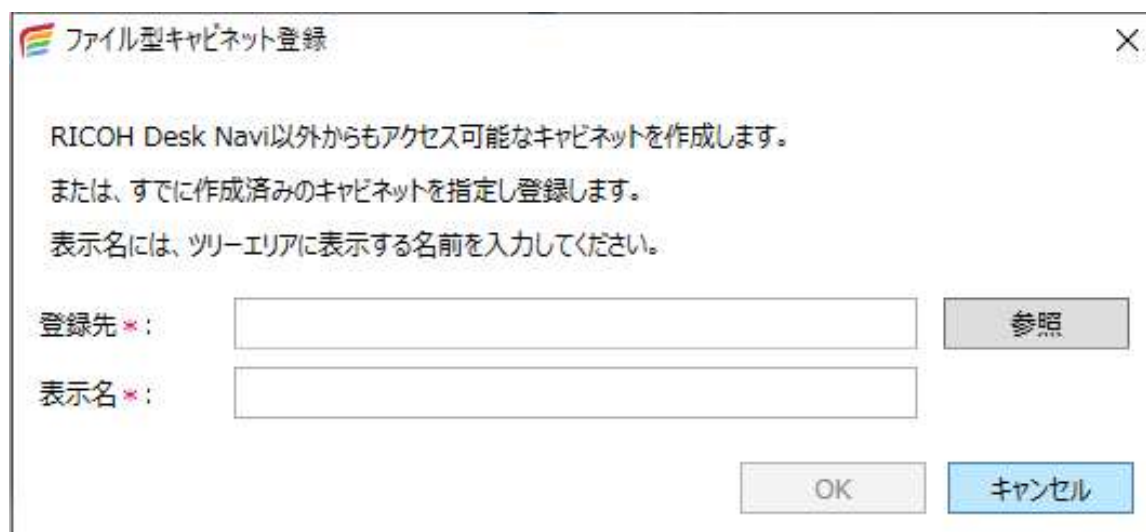 ファイル型キャビネット登録
RICOH Desk Navi以外からもアクセス可能なキャビネットを作成します。
または、すでに作成済みのキャビネットを指定し登録します。
表示名には、ツリーエリアに表示する名前を入力してください。
登録先*: 参照
表示名*:
OK キャンセル